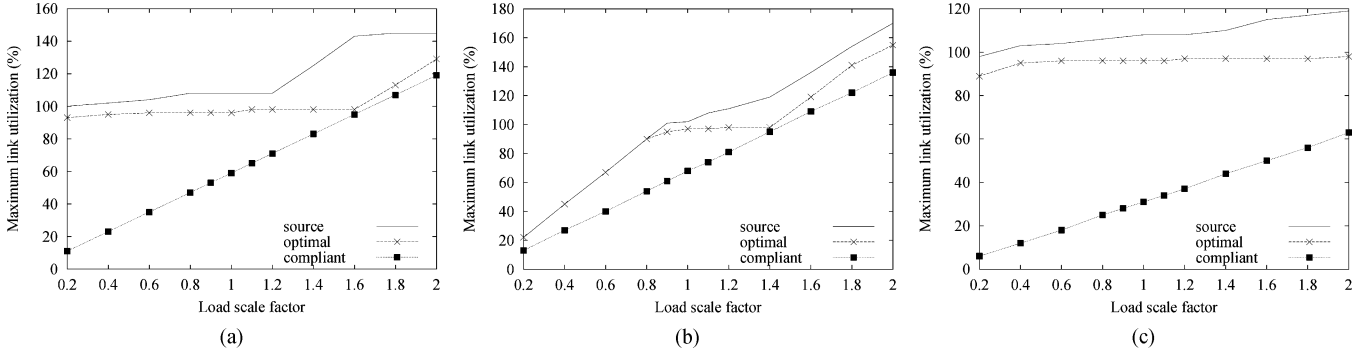 160
140
120
100
80
60
40
20
0
Maximum link utilization (%)
source
optimal
compliant
0.2 0.4 0.6 0.8 1 1.2 1.4 1.6 1.8 2
Load scale factor
(a)
180
160
140
120
100
80
60
40
20
0
Maximum link utilization (%)
source
optimal
compliant
0.2 0.4 0.6 0.8 1 1.2 1.4 1.6 1.8 2
Load scale factor
(b)
120
100
80
60
40
20
0
Maximum link utilization (%)
source
optimal
compliant
0.2 0.4 0.6 0.8 1 1.2 1.4 1.6 1.8 2
Load scale factor
(c)